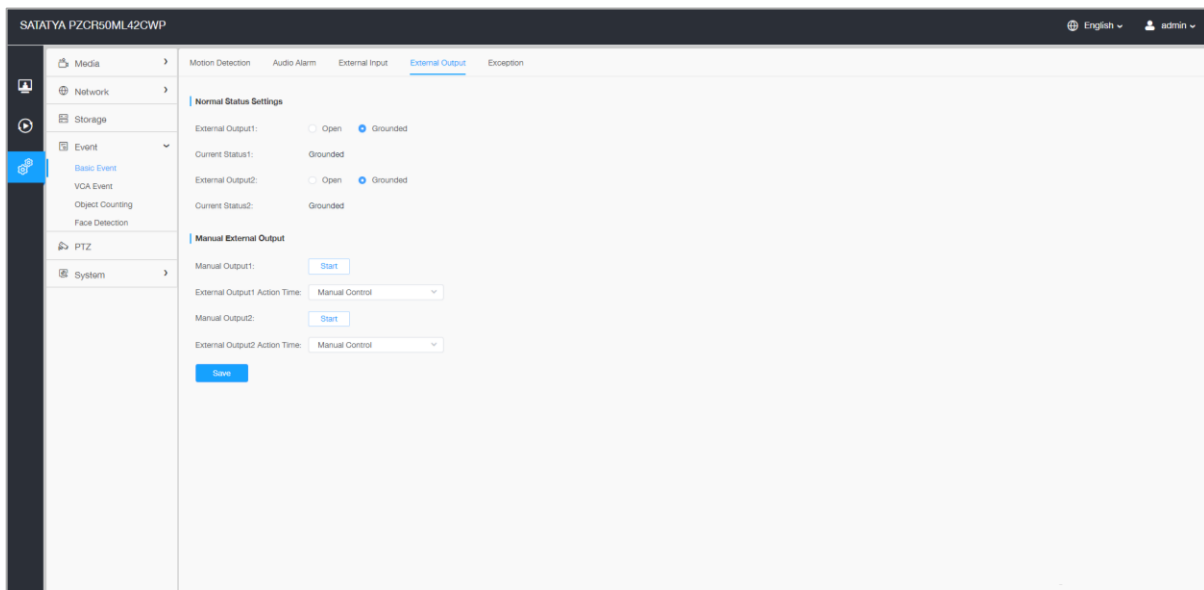 SATATYA PZCR50ML42CWP
English
admin
Media
Network
Storage
Event
Basic Event
VCA Event
Object Counting
Face Detection
PTZ
System
Motion Detection Audio Alarm External Input External Output Exception
Normal Status Settings
External Output1: Open Grounded
Current Status1: Grounded
External Output2: Open Grounded
Current Status2: Grounded
Manual External Output
Manual Output1: Start
External Output1 Action Time: Manual Control
Manual Output2: Start
External Output2 Action Time: Manual Control
Save